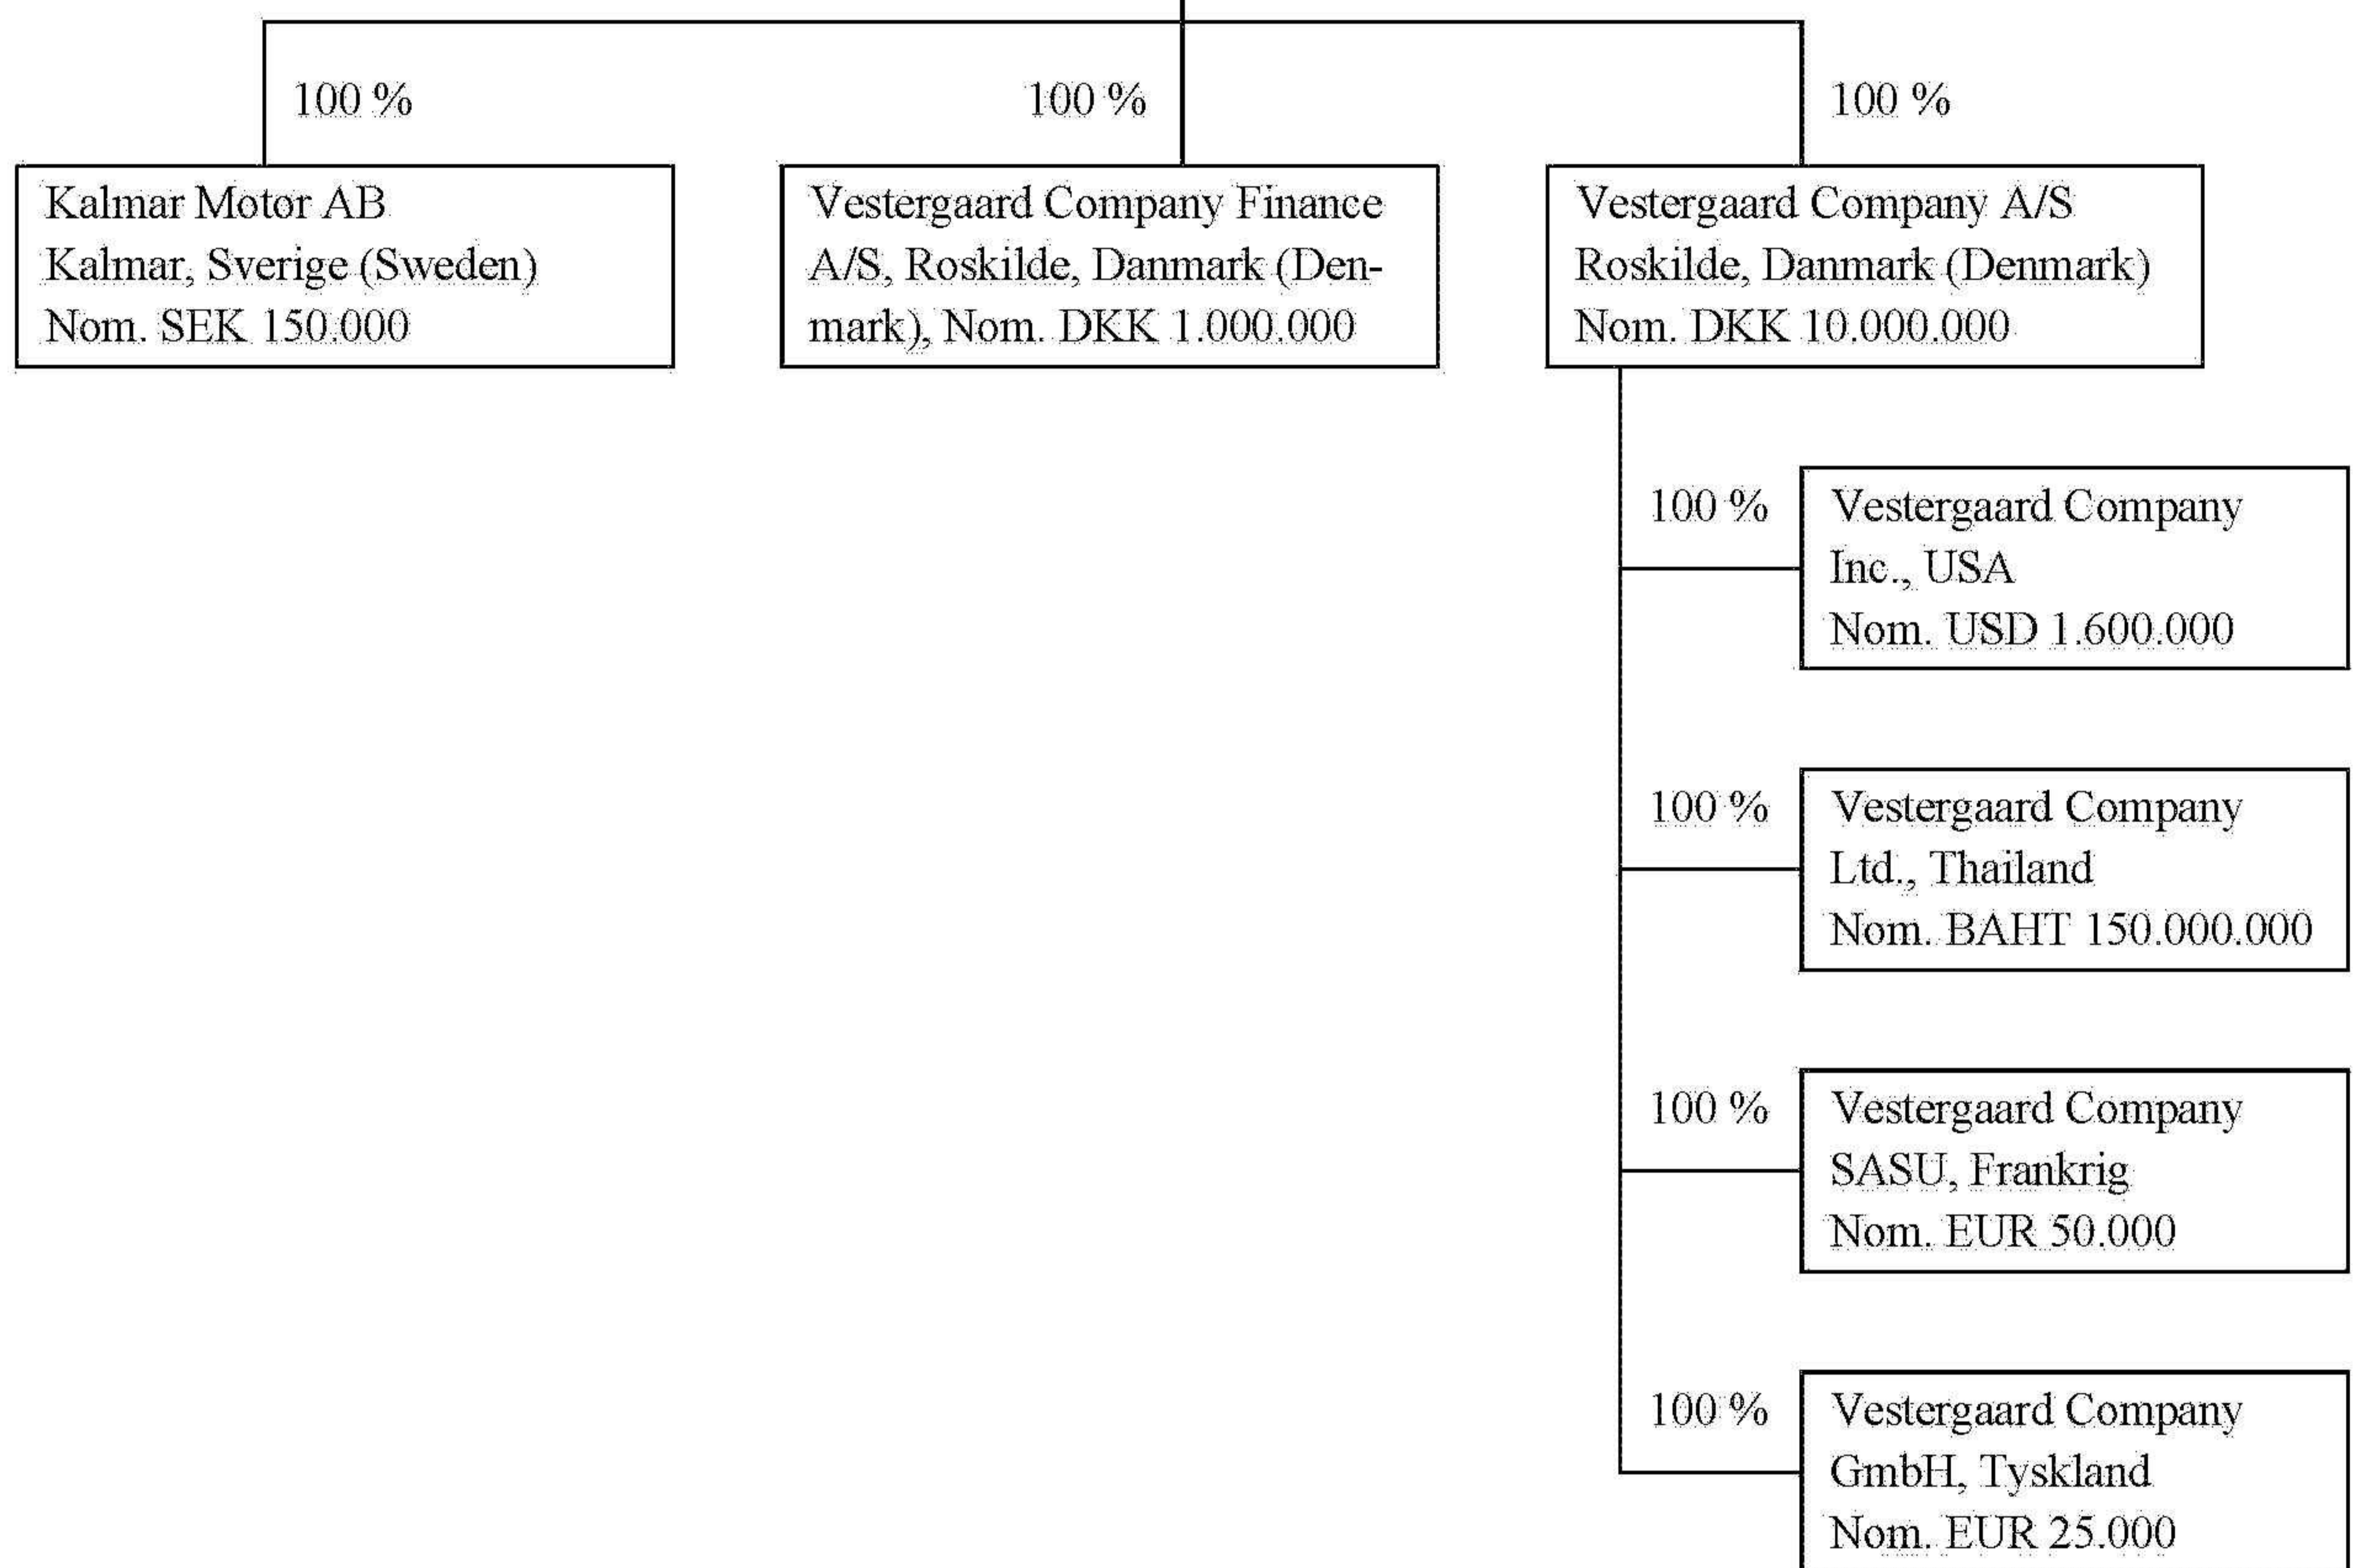 100 %
100 %
100 %
Kalmar Motor AB
Kalmar, Sverige (Sweden)
Nom. SEK 150.000
Vestergaard Company Finance
A/S, Roskilde, Danmark (Den-
mark), Nom. DKK 1.000.000
Vestergaard Company A/S
Roskilde, Danmark (Denmark)
Nom. DKK 10.000.000
100 %
Vestergaard Company
Inc., USA
Nom. USD 1.600.000
100 %
Vestergaard Company
Ltd., Thailand
Nom. BAHT 150.000.000
100 %
Vestergaard Company
SASU, Frankrig
Nom. EUR 50.000
100 %
Vestergaard Company
GmbH, Tyskland
Nom. EUR 25.000